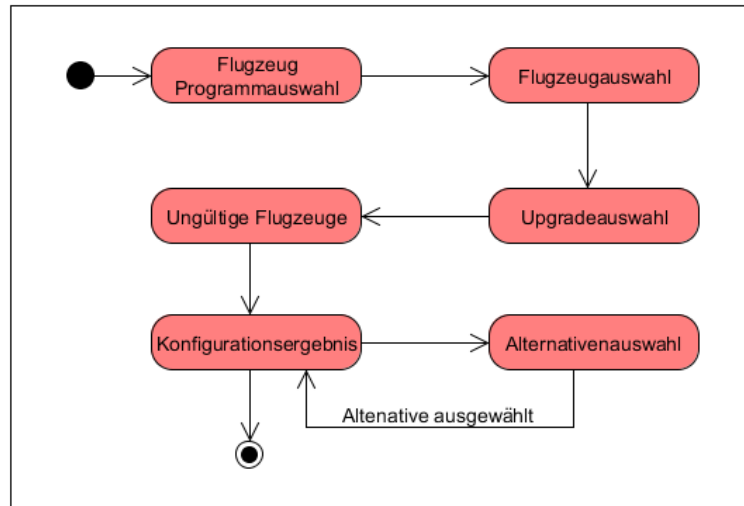 Flugzeug
Programmauswahl
Flugzeugauswahl
Ungültige Flugzeuge
Upgradeauswahl
Konfigurationsergebnis
Alternativenauswahl
Altenative ausgewählt